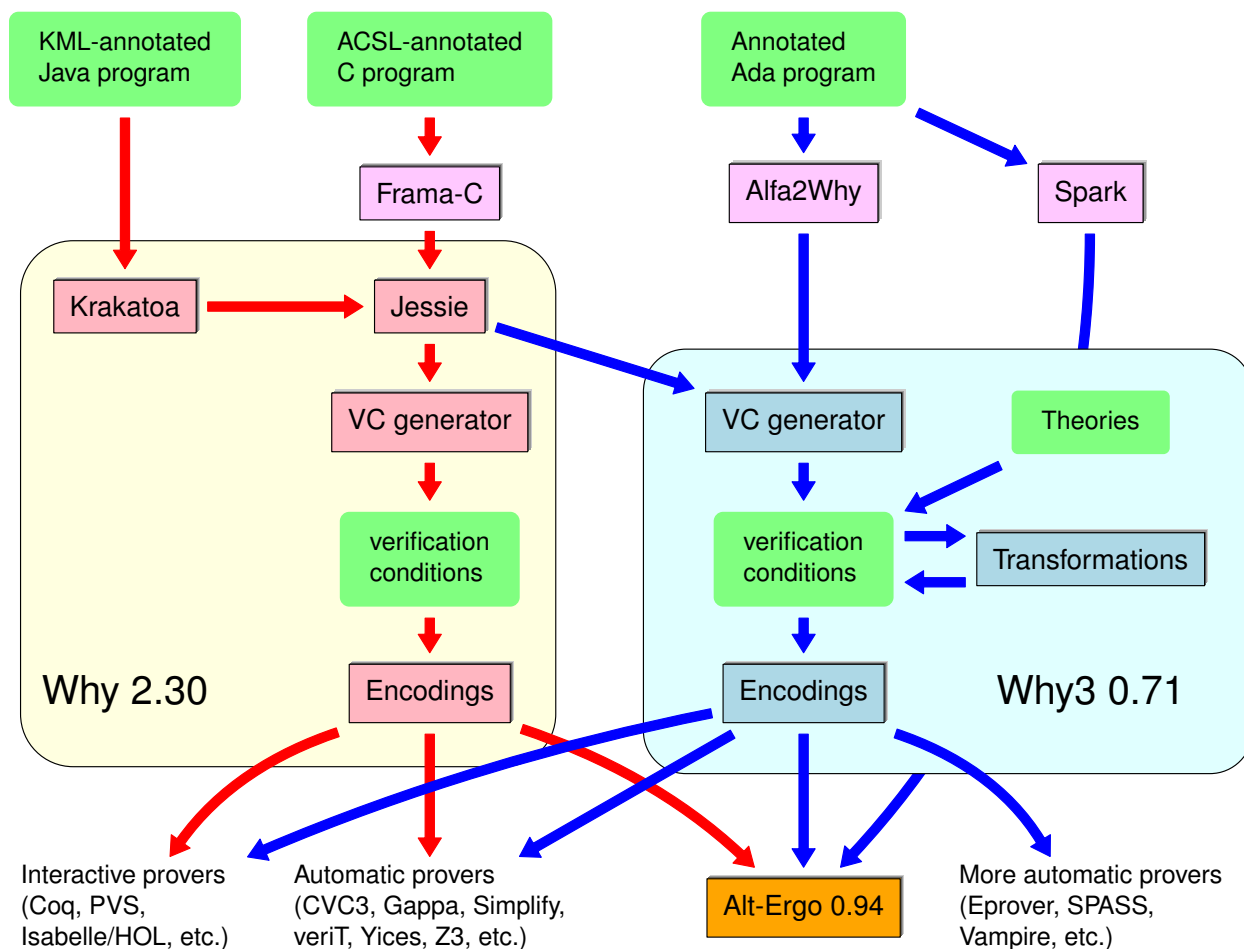 KML-annotated
Java program
ACSL-annotated
C program
Annotated
Ada program
Frama-C
Alfa2Why
Spark
Krakatoa
Jessie
VC generator
VC generator
Theories
verification
conditions
verification
conditions
Transformations
Why 2.30
Encodings
Encodings
Why3 0.71
Interactive provers
(Coq, PVS,
Isabelle/HOL, etc.)
Automatic provers
(CVC3, Gappa, Simplify,
veriT, Yices, Z3, etc.)
Alt-Ergo 0.94
More automatic provers
(Eprover, SPASS,
Vampire, etc.)